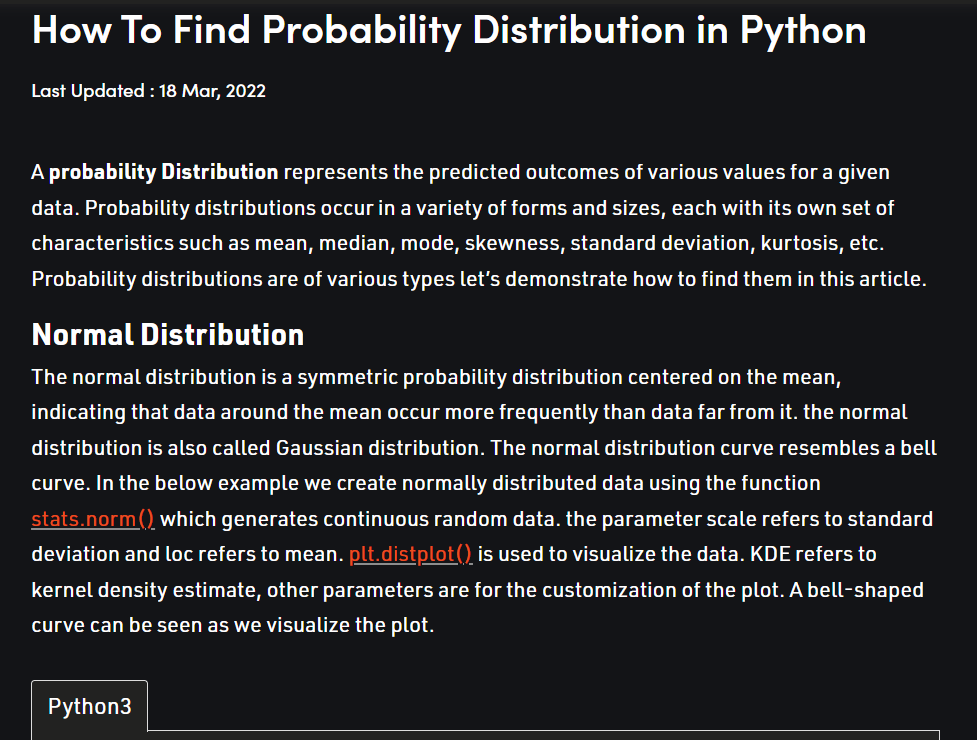 How To Find Probability Distribution in Python
Last Updated : 18 Mar, 2022
A probability Distribution represents the predicted outcomes of various values for a given
data. Probability distributions occur in a variety of forms and sizes, each with its own set of
characteristics such as mean, median, mode, skewness, standard deviation, kurtosis, etc.
Probability distributions are of various types let’s demonstrate how to find them in this article.
Normal Distribution
The normal distribution is a symmetric probability distribution centered on the mean,
indicating that data around the mean occur more frequently than data far from it. the normal
distribution is also called Gaussian distribution. The normal distribution curve resembles a bell
curve. In the below example we create normally distributed data using the function
stats.norm() which generates continuous random data. the parameter scale refers to standard
deviation and loc refers to mean. plt.distplot() is used to visualize the data. KDE refers to
kernel density estimate, other parameters are for the customization of the plot. A bell-shaped
curve can be seen as we visualize the plot.
Python3